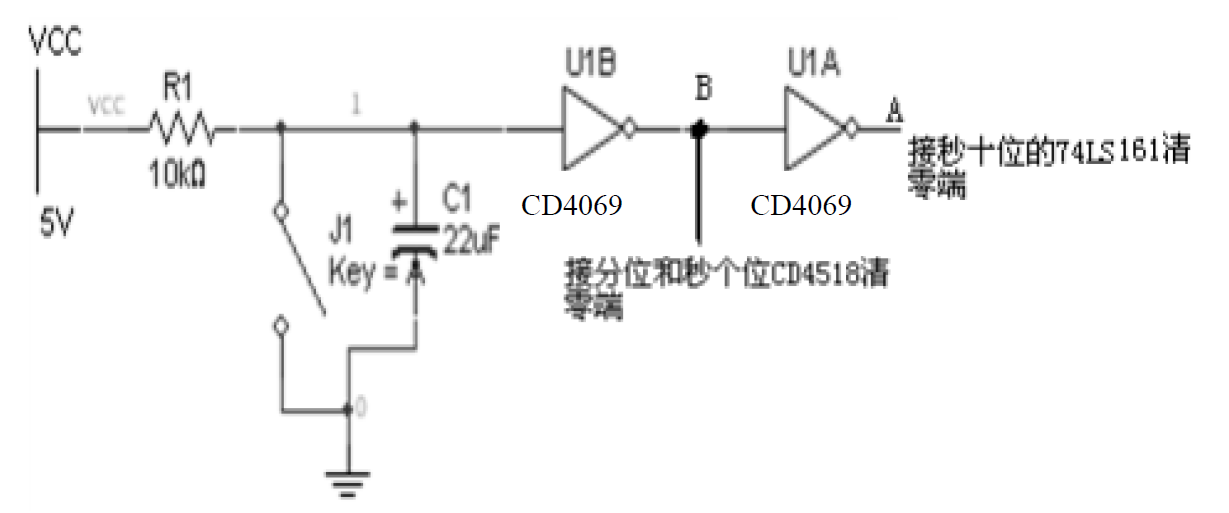 VCC
VCC
R1
10kΩ
5V
1
J1
Key = A
C1
22uF
+
0
U1B
CD4069
B
U1A
CD4069
A
接秒十位的74LS161清
零端
接分位和秒个位CD4518清
零端